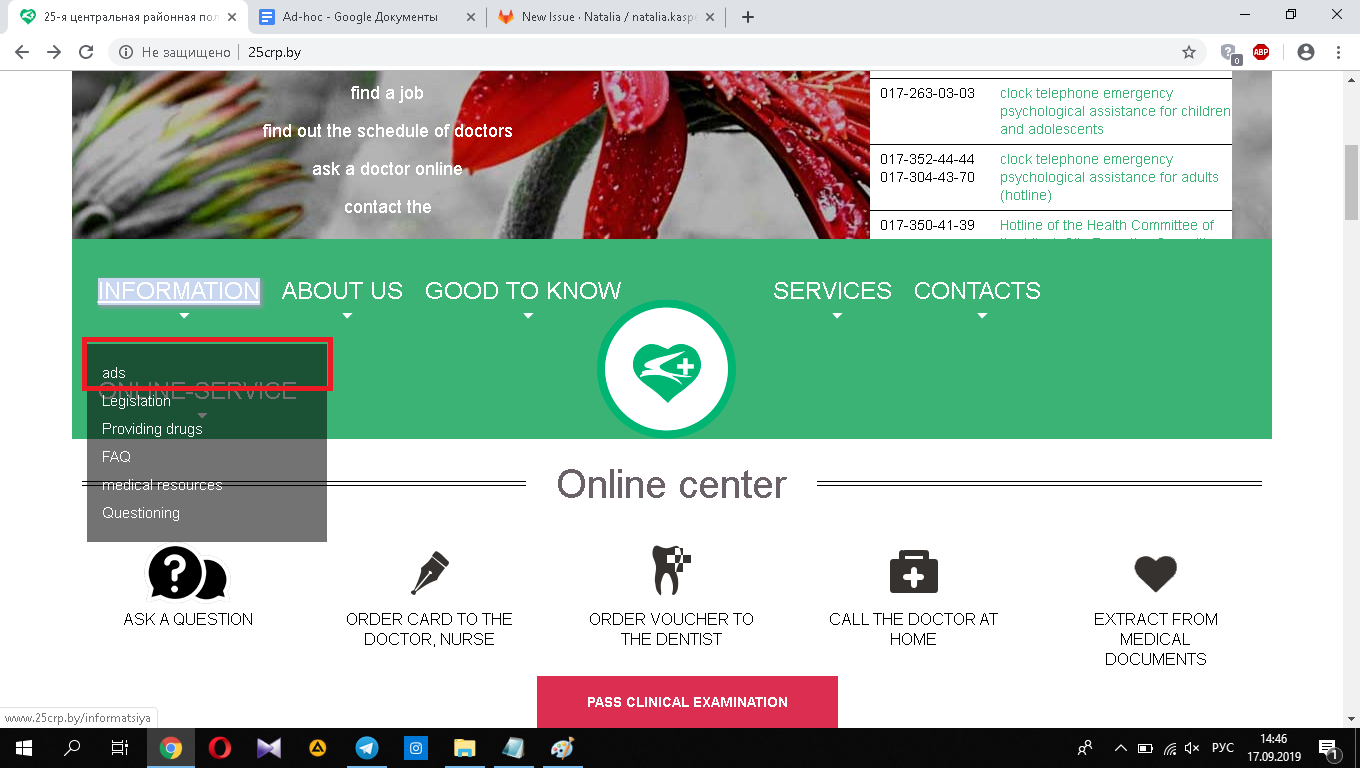 25-я центральная районная пол
Ad-hoc - Google Документы
New Issue · Natalia / natalia.kaspe
Не защищено
25crp.by
0
ABP
find a job
find out the schedule of doctors
ask a doctor online
contact the
017-263-03-03
clock telephone emergency
psychological assistance for children
and adolescents
017-352-44-44
017-304-43-70
clock telephone emergency
psychological assistance for adults
(hotline)
017-350-41-39
Hotline of the Health Committee of
INFORMATION
ABOUT US
GOOD TO KNOW
SERVICES
CONTACTS
ONLINE-SERVICE
ads
Legislation
Providing drugs
FAQ
medical resources
Questioning
Online center
ASK A QUESTION
ORDER CARD TO THE
DOCTOR, NURSE
ORDER VOUCHER TO
THE DENTIST
CALL THE DOCTOR AT
HOME
EXTRACT FROM
MEDICAL
DOCUMENTS
PASS CLINICAL EXAMINATION
www.25crp.by/informatsiya
РУС
14:46
17.09.2019
1